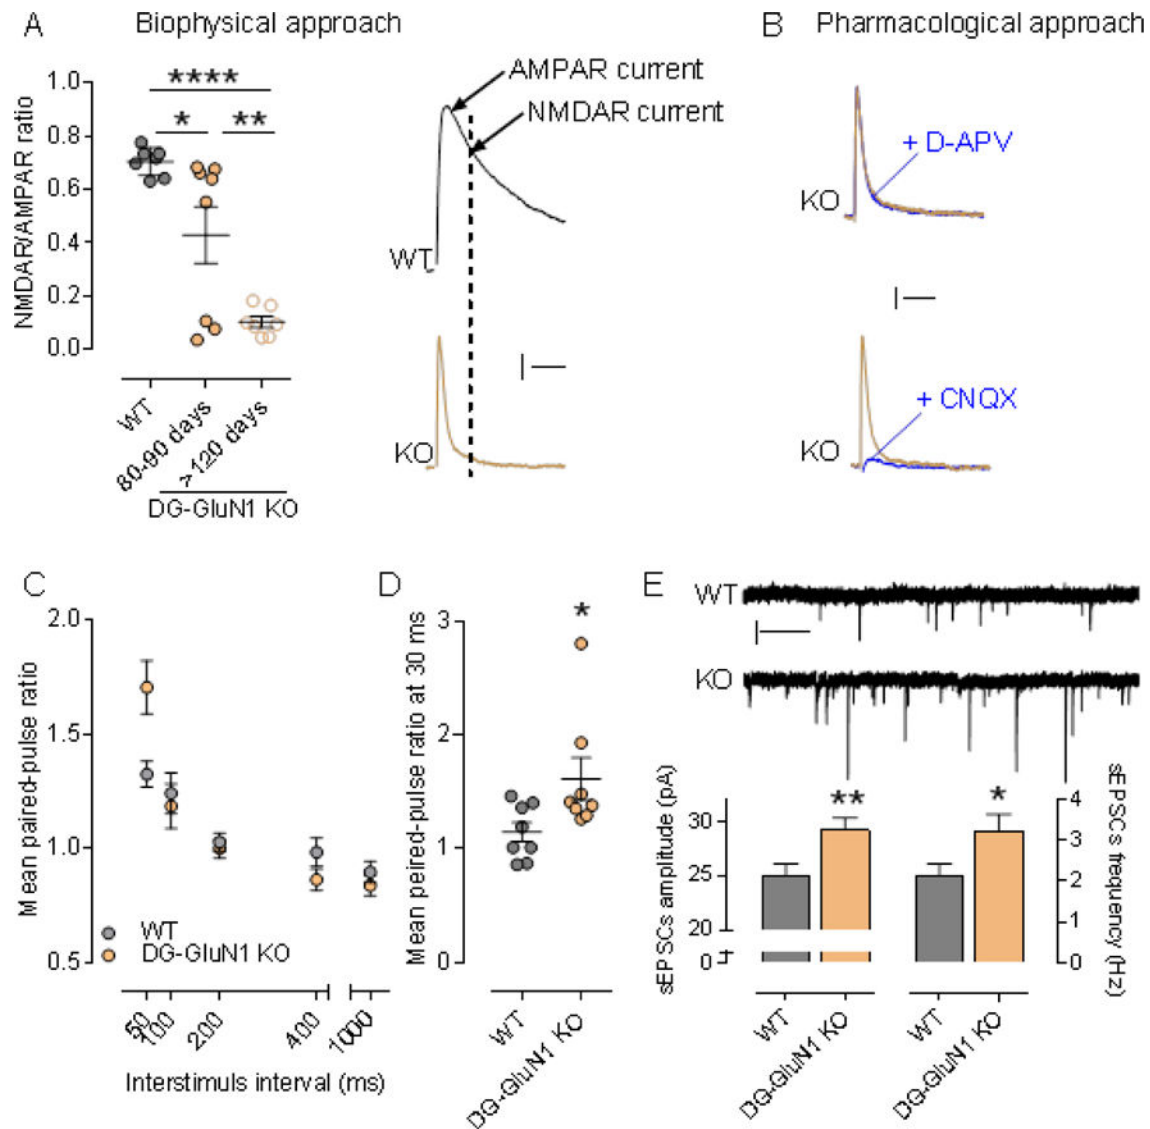 A Biophysical approach
B Pharmacological approach
NMDAR/AMPAR ratio
1.0
0.8
0.6
0.4
0.2
0.0
****
* **
WT
80-90 days
>120 days
DG-GluN1 KO
AMPAR current
NMDAR current
WT
KO
+ D-APV
KO
+ CNQX
KO
C
Mean paired-pulse ratio
2.0
1.5
1.0
0.5
WT
DG-GluN1 KO
50
100
200
400
1000
Interstimuls interval (ms)
D
Mean peired-pulse ratio at 30 ms
3
2
1
0
*
WT
DG-GluN1 KO
E
WT
KO
sEPSCs amplitude (pA)
30
25
20
0
**
WT
DG-GluN1 KO
*
WT
DG-GluN1 KO
4
3
2
1
0
sEPSCs frequency (Hz)